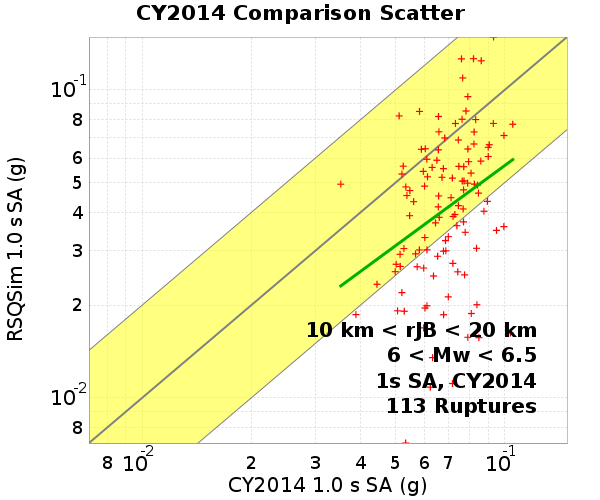 CY2014 Comparison Scatter
RSQSim 1.0 s SA (g)
10-1
8
6
5
4
3
2
10-2
8
10 km < rJB < 20 km
6 < Mw < 6.5
1s SA, CY2014
113 Ruptures
8 10-2 2 3 4 5 6 7 10-1
CY2014 1.0 s SA (g)